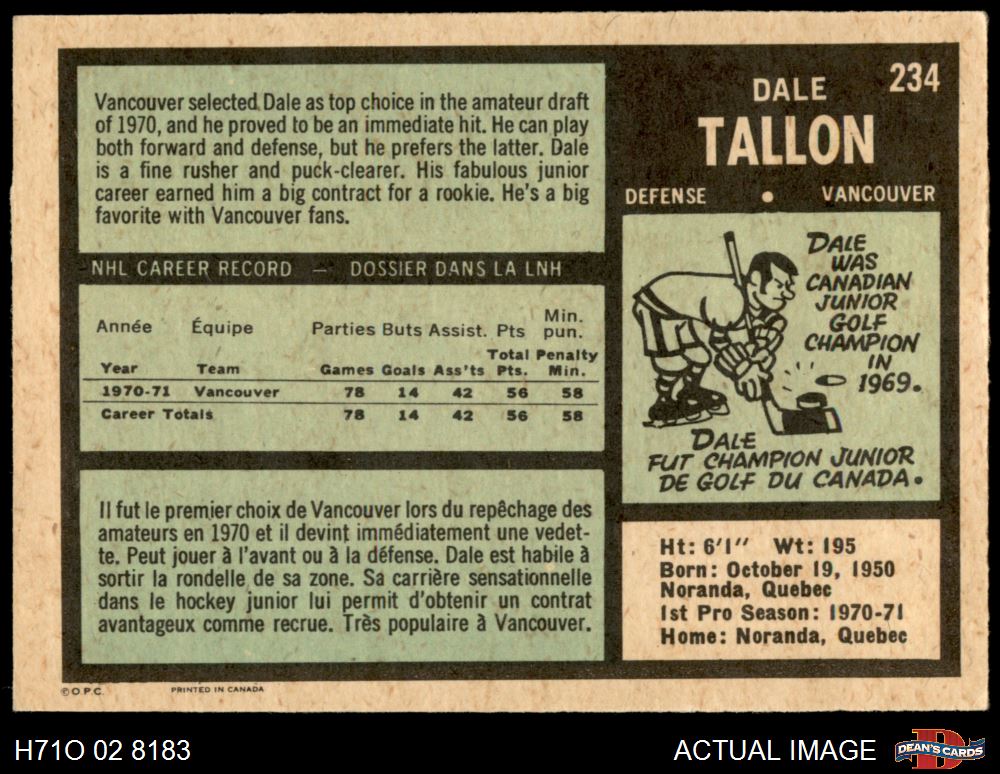 Vancouver selected Dale as top choice in the amateur draft
of 1970, and he proved to be an immediate hit. He can play
both forward and defense, but he prefers the latter. Dale
is a fine rusher and puck-clearer. His fabulous junior
career earned him a big contract for a rookie. He's a big
favorite with Vancouver fans.
NHL CAREER RECORD — DOSSIER DANS LA LNH
Année Équipe Parties Buts Assist. Pts Min. pun.
Year Team Games Goals Ass'ts Total Pts. Penalty Min.
1970-71 Vancouver 78 14 42 56 58
Career Totals 78 14 42 56 58
Il fut le premier choix de Vancouver lors du repêchage des
amateurs en 1970 et il devint immédiatement une vedet-
te. Peut jouer à l'avant ou à la défense. Dale est habile à
sortir la rondelle de sa zone. Sa carrière sensationnelle
dans le hockey junior lui permit d'obtenir un contrat
avantageux comme recrue. Très populaire à Vancouver.
234
DALE
TALLON
DEFENSE • VANCOUVER
DALE
WAS
CANADIAN
JUNIOR
GOLF
CHAMPION
IN
1969.
DALE
FUT CHAMPION JUNIOR
DE GOLF DU CANADA.
Ht: 6'1" Wt: 195
Born: October 19, 1950
Noranda, Quebec
1st Pro Season: 1970-71
Home: Noranda, Quebec
© O.P.C. PRINTED IN CANADA
H71O 02 8183
ACTUAL IMAGE
D
DEAN'S CARDS